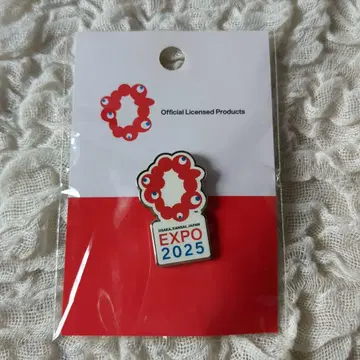 Official Licensed Products
OSAKA, KANSAI, JAPAN
EXPO
2025